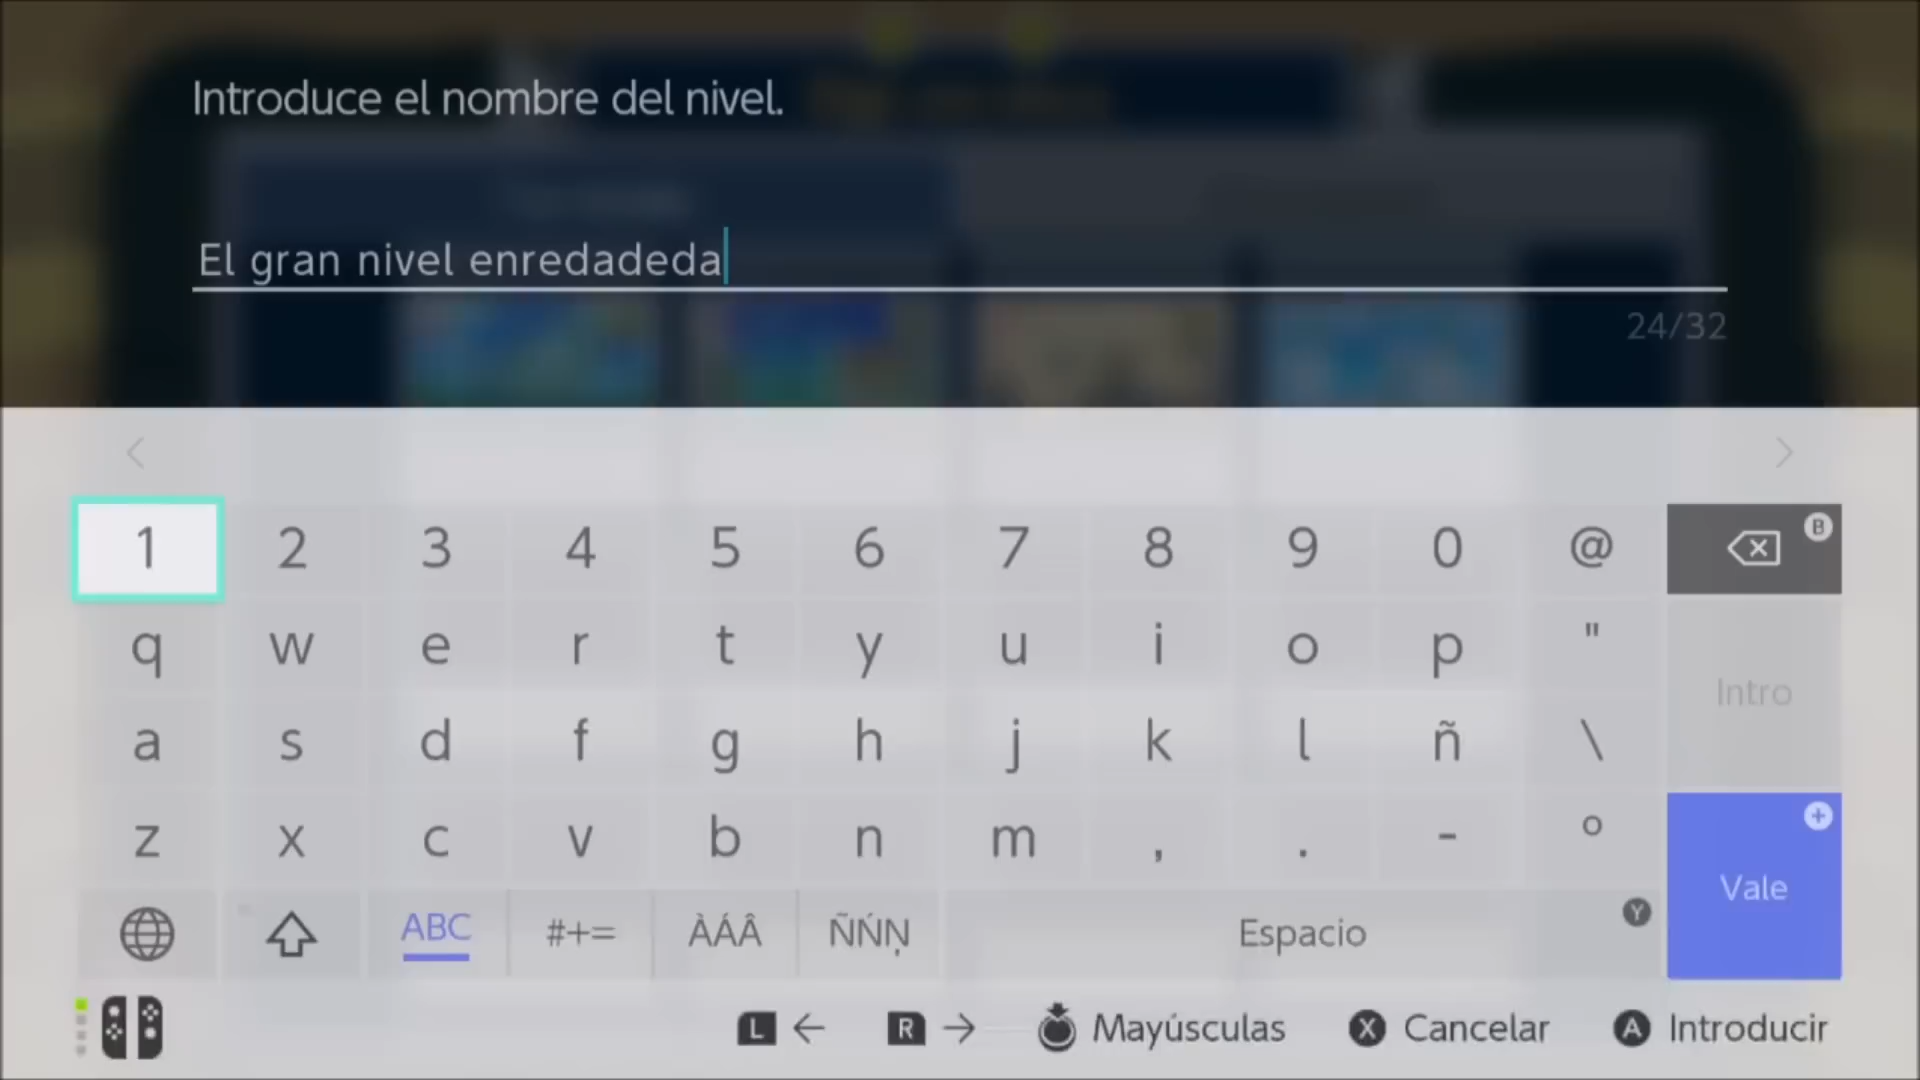 Introduce el nombre del nivel.
El gran nivel enredadeda
24/32
1 2 3 4 5 6 7 8 9 0 @ B
q w e r t y u i o p "
Intro
a s d f g h j k l ñ \
z x c v b n m , . - º
Vale
ABC #+= ÀÁÂ ÑŃŅ Espacio Y
L ← R → Mayúsculas X Cancelar A Introducir